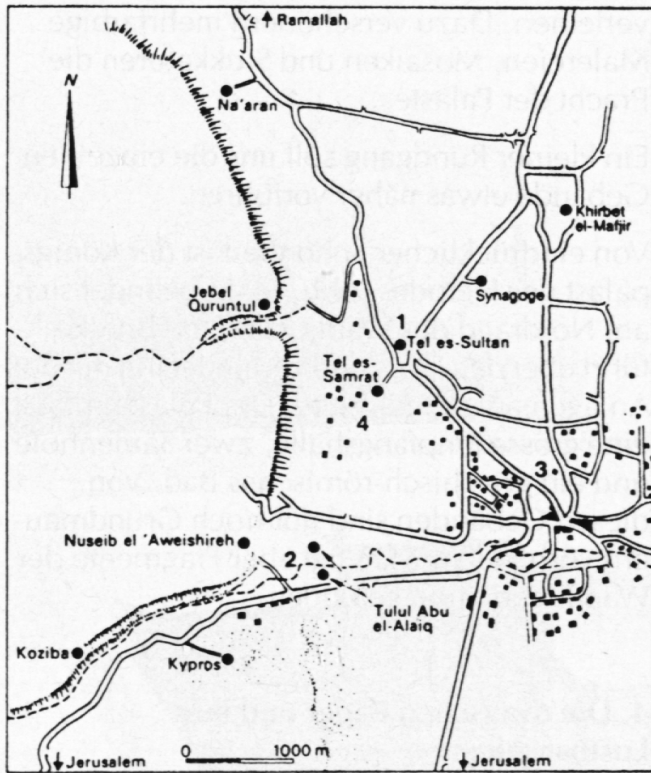 Ramallah
N
Na'aran
Khirbet
el-Mafjir
Jebel
Quruntul
Synagoge
1
Tel es-Sultan
Tel es-
Samrat
4
3
Nuseib el 'Aweishireh
2
Tulul Abu
el-Alaiq
Koziba
Kypros
0 1000 m
Jerusalem
Jerusalem